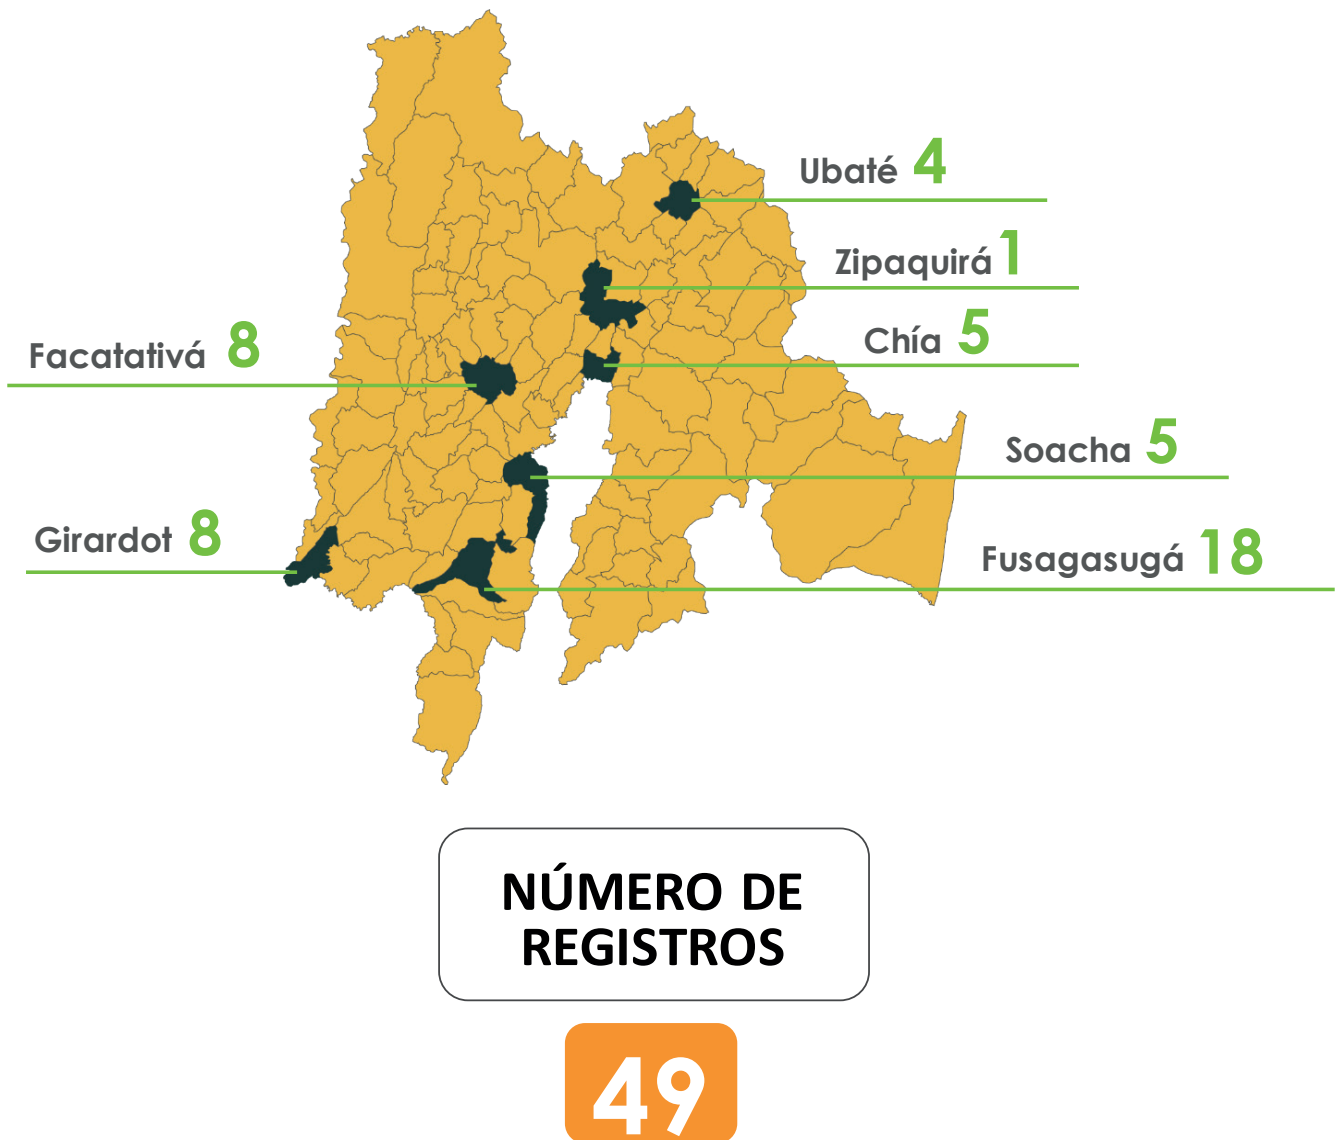 Ubaté 4
Zipaquirá 1
Chía 5
Facatativá 8
Soacha 5
Girardot 8
Fusagasugá 18
NÚMERO DE
REGISTROS
49